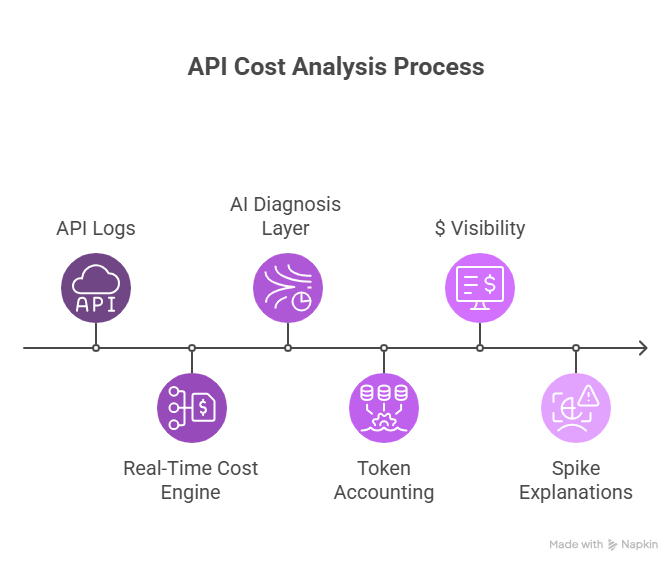 API Cost Analysis Process
API Logs
API
Real-Time Cost
Engine
AI Diagnosis
Layer
Token
Accounting
$ Visibility
$
Spike
Explanations
$
Made with Napkin